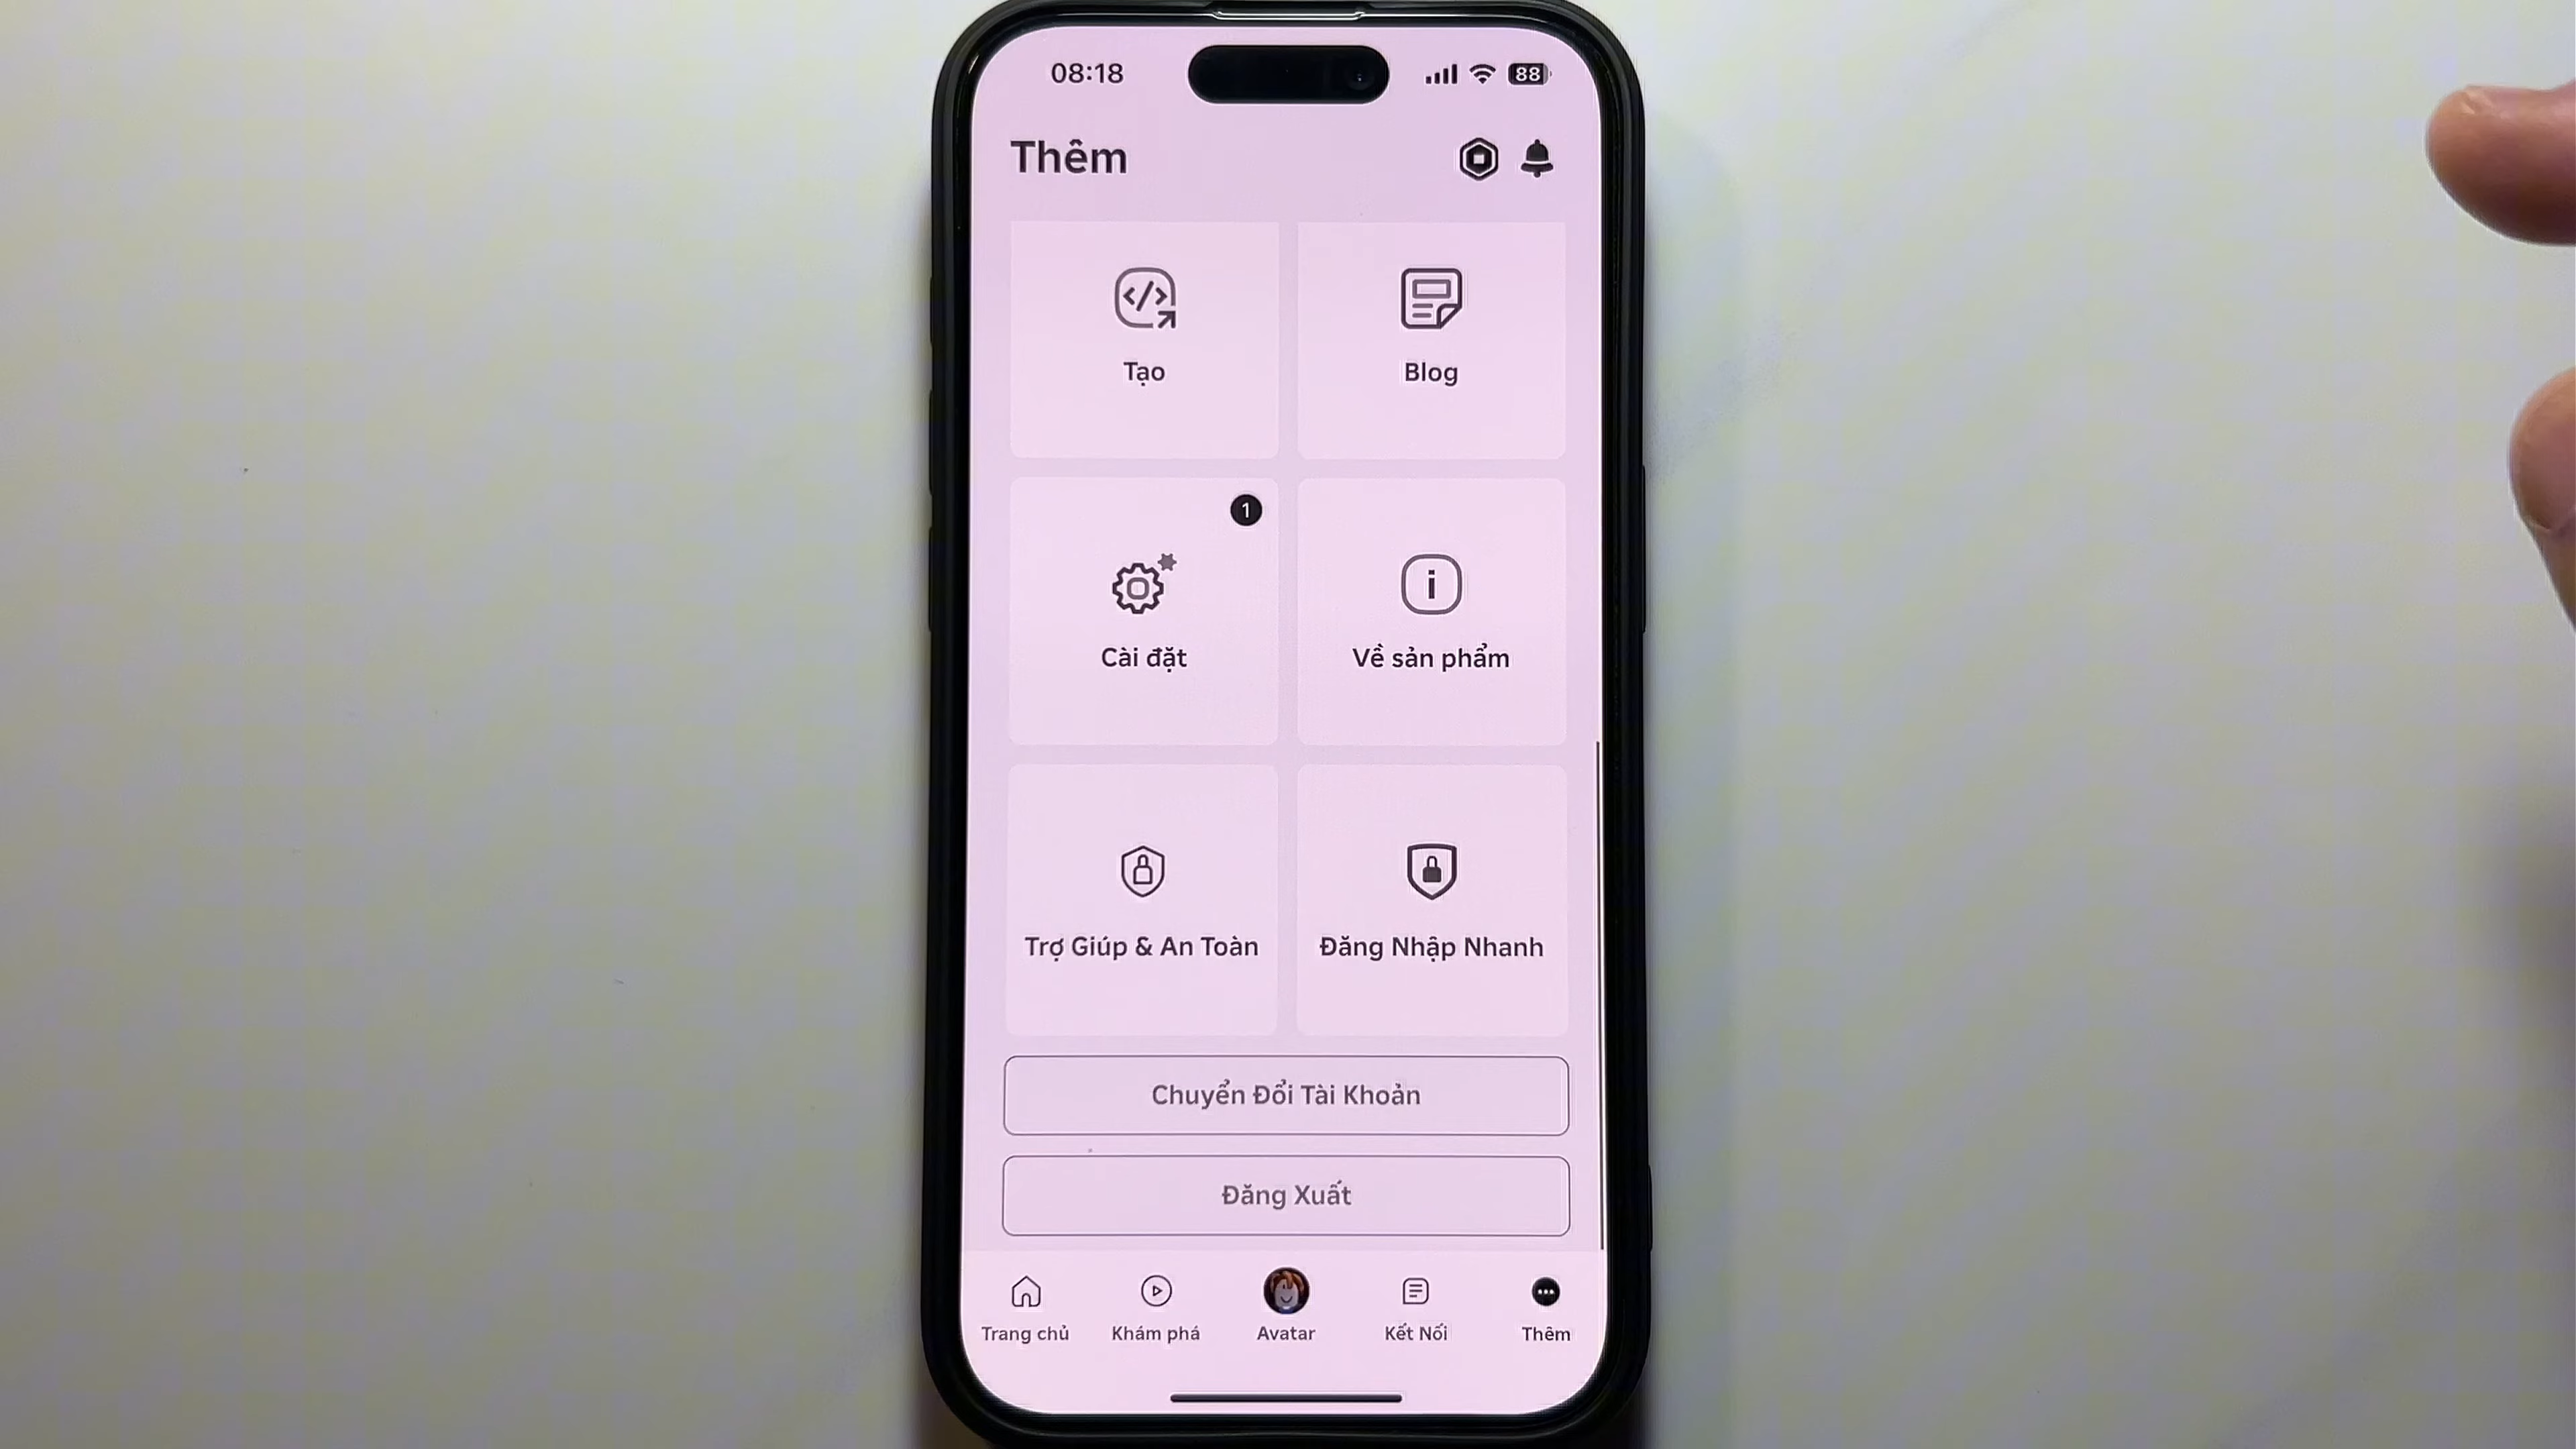 08:18
88
Thêm
Tạo
Blog
1
Cài đặt
Về sản phẩm
Trợ Giúp & An Toàn
Đăng Nhập Nhanh
Chuyển Đổi Tài Khoản
Đăng Xuất
Trang chủ
Khám phá
Avatar
Kết Nối
Thêm